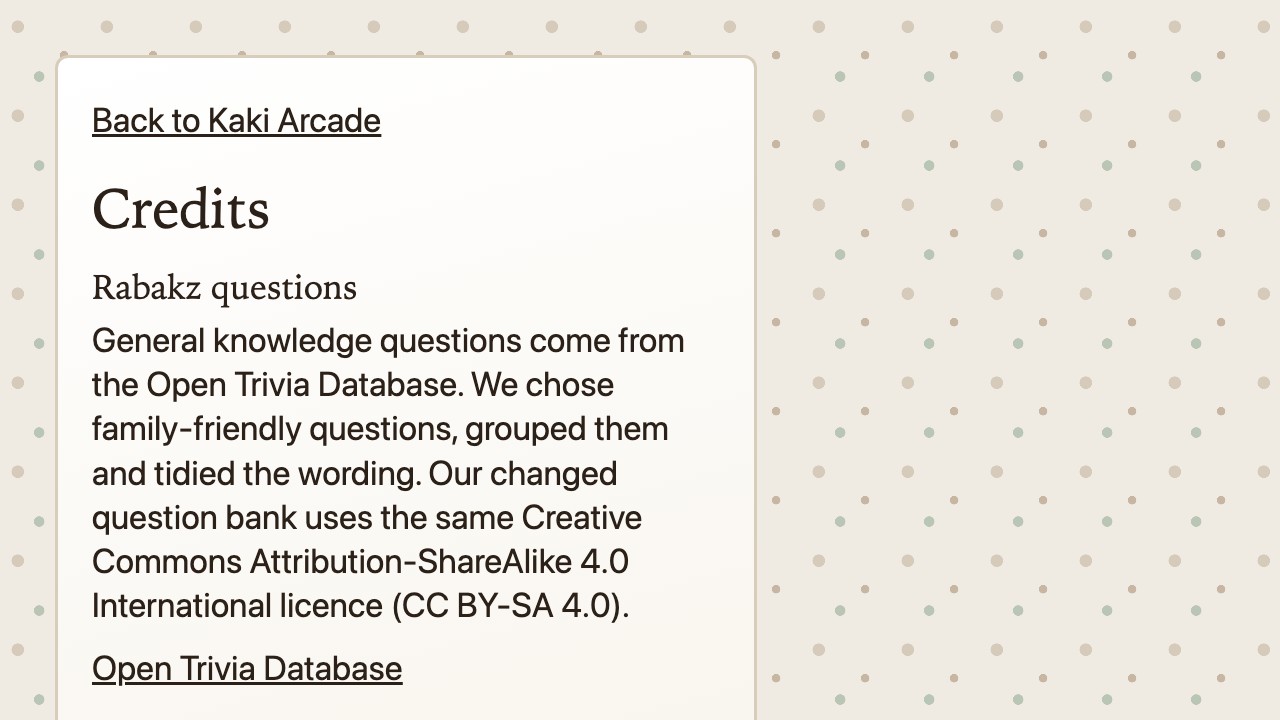 Back to Kaki Arcade
Credits
Rabakz questions
General knowledge questions come from
the Open Trivia Database. We chose
family-friendly questions, grouped them
and tidied the wording. Our changed
question bank uses the same Creative
Commons Attribution-ShareAlike 4.0
International licence (CC BY-SA 4.0).
Open Trivia Database